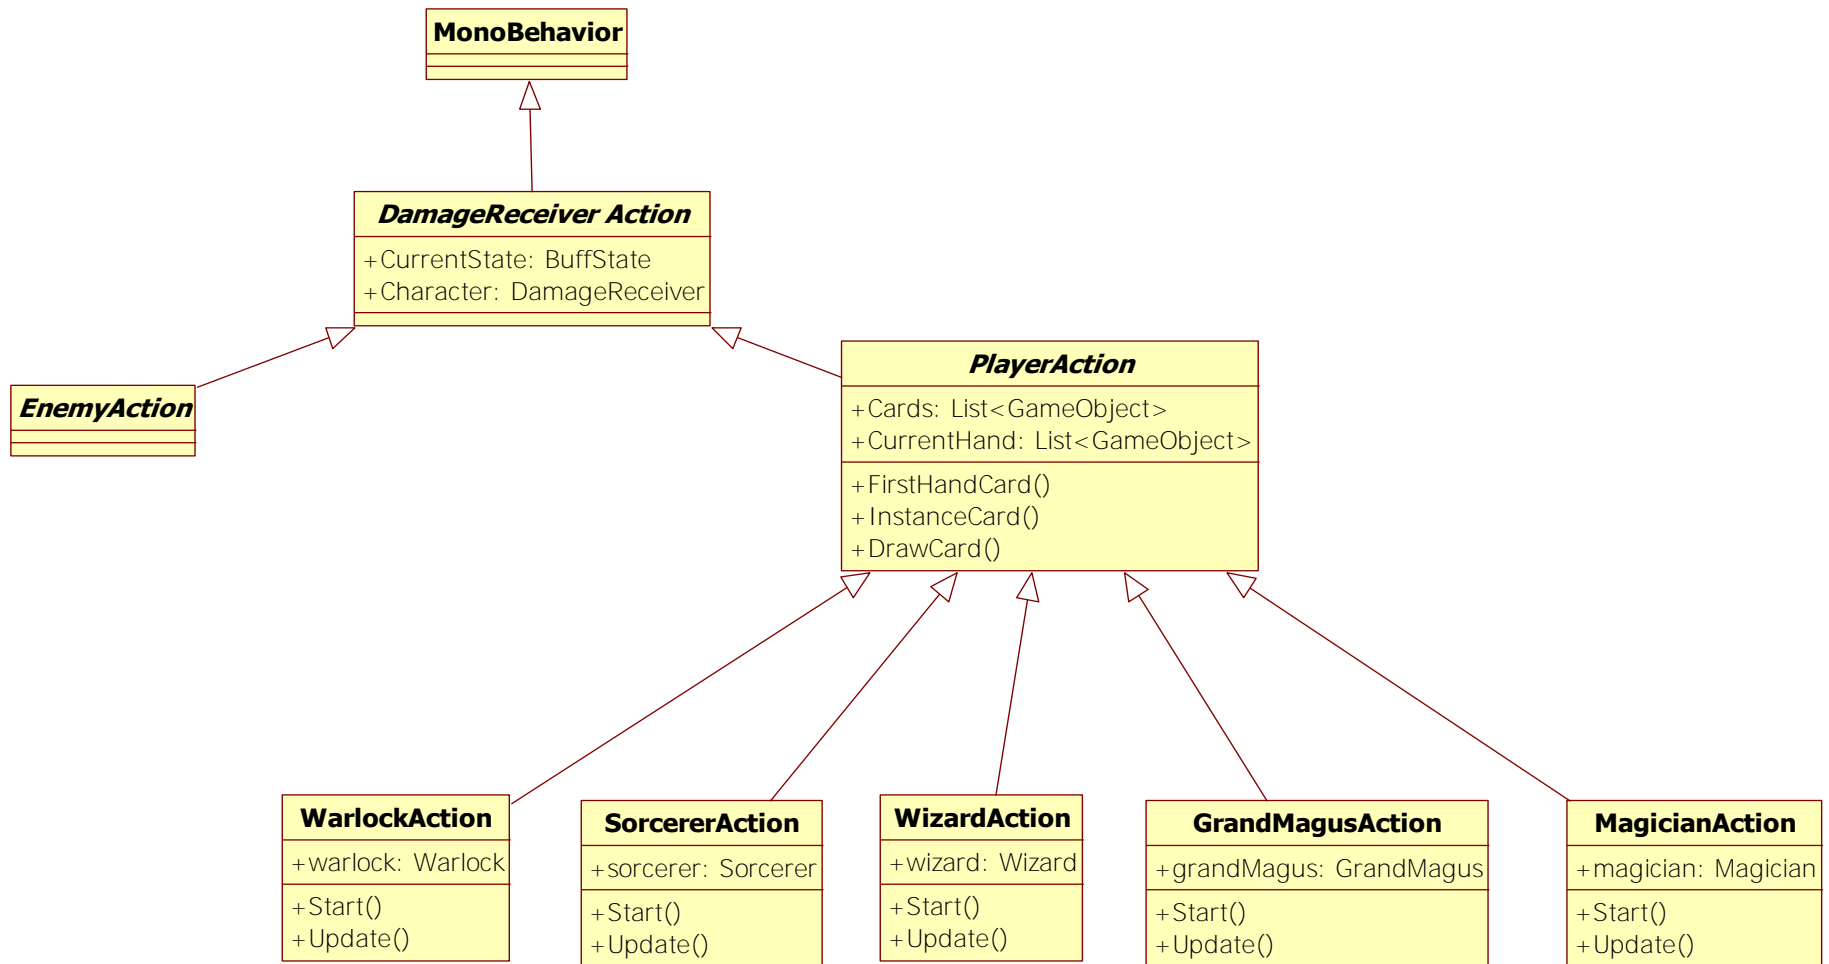 MonoBehavior
DamageReceiver Action
+CurrentState: BuffState
+Character: DamageReceiver
EnemyAction
PlayerAction
+Cards: List<GameObject>
+CurrentHand: List<GameObject>
+FirstHandCard()
+InstanceCard()
+DrawCard()
WarlockAction
+warlock: Warlock
+Start()
+Update()
SorcererAction
+sorcerer: Sorcerer
+Start()
+Update()
WizardAction
+wizard: Wizard
+Start()
+Update()
GrandMagusAction
+grandMagus: GrandMagus
+Start()
+Update()
MagicianAction
+magician: Magician
+Start()
+Update()